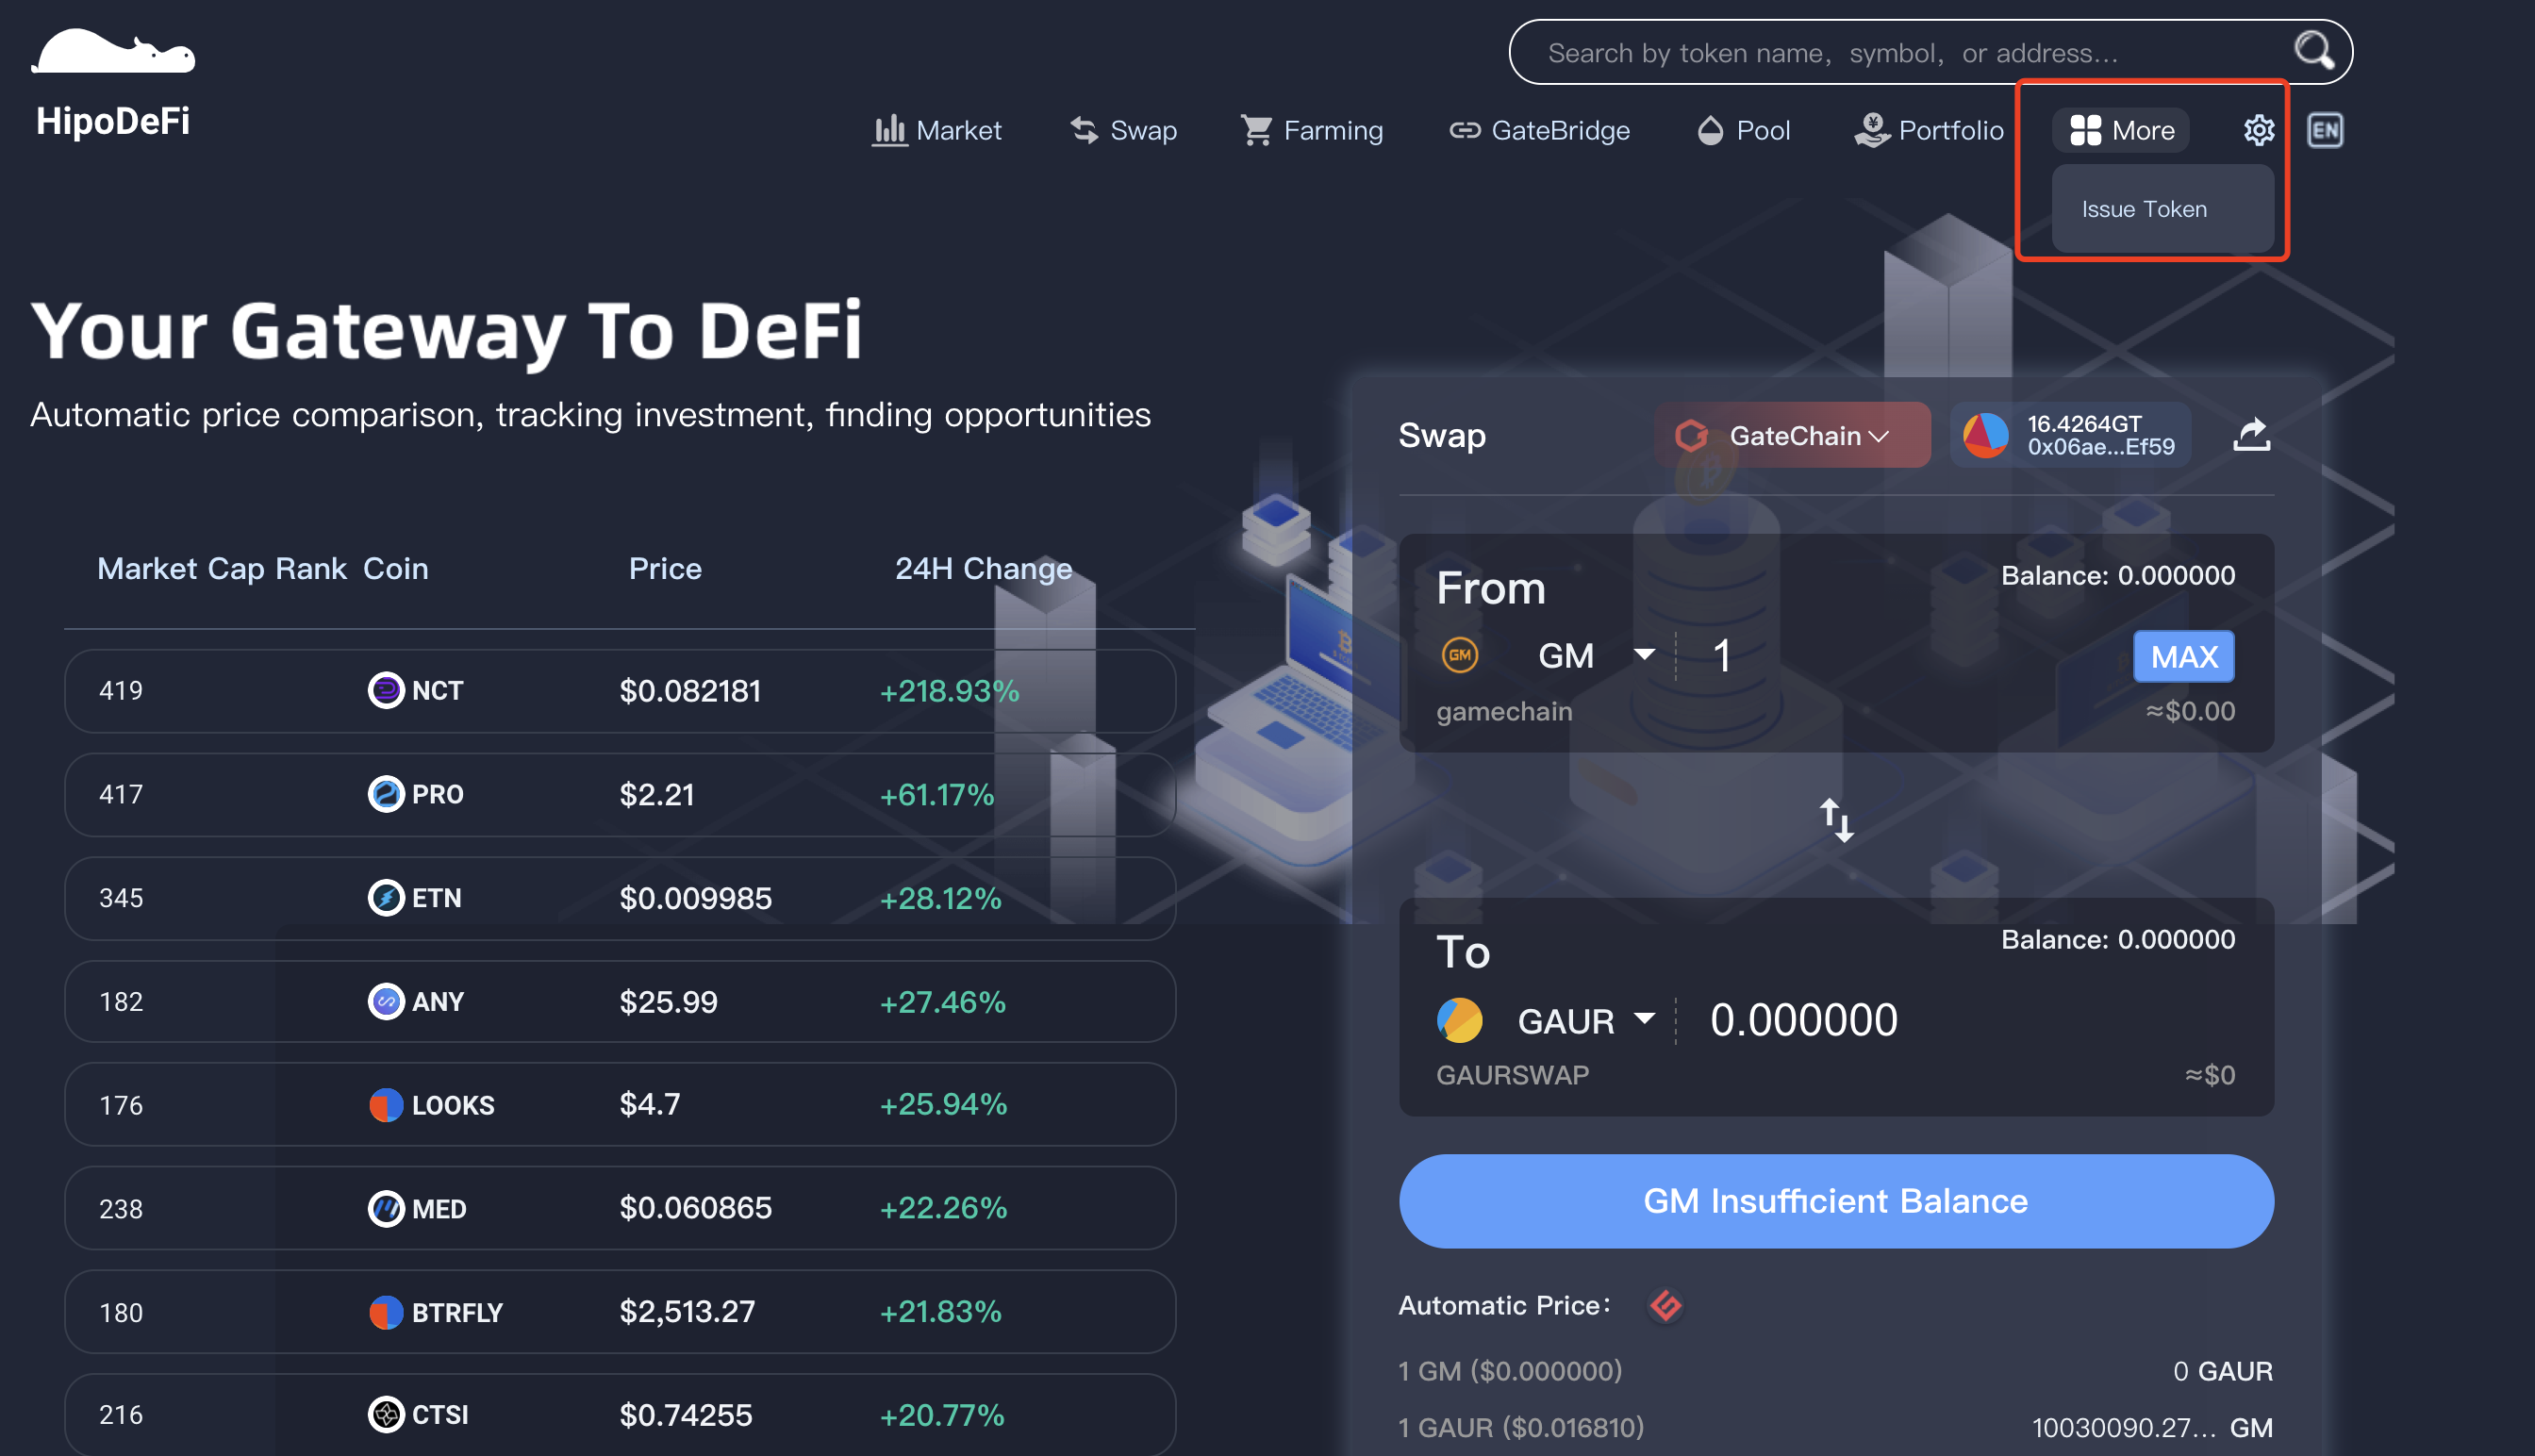 Search by token name, symbol, or address...
HipoDeFi
Market Swap Farming GateBridge Pool Portfolio More EN
Issue Token
Your Gateway To DeFi
Automatic price comparison, tracking investment, finding opportunities
Market Cap Rank Coin Price 24H Change
419 NCT $0.082181 +218.93%
417 PRO $2.21 +61.17%
345 ETN $0.009985 +28.12%
182 ANY $25.99 +27.46%
176 LOOKS $4.7 +25.94%
238 MED $0.060865 +22.26%
180 BTRFLY $2,513.27 +21.83%
216 CTSI $0.74255 +20.77%
Swap GateChain 16.4264GT
0x06ae...Ef59
From Balance: 0.000000
GM GM 1 MAX
gamechain ≈$0.00
To Balance: 0.000000
GAUR 0.000000
GAURSWAP ≈$0
GM Insufficient Balance
Automatic Price:
1 GM ($0.000000) 0 GAUR
1 GAUR ($0.016810) 10030090.27... GM